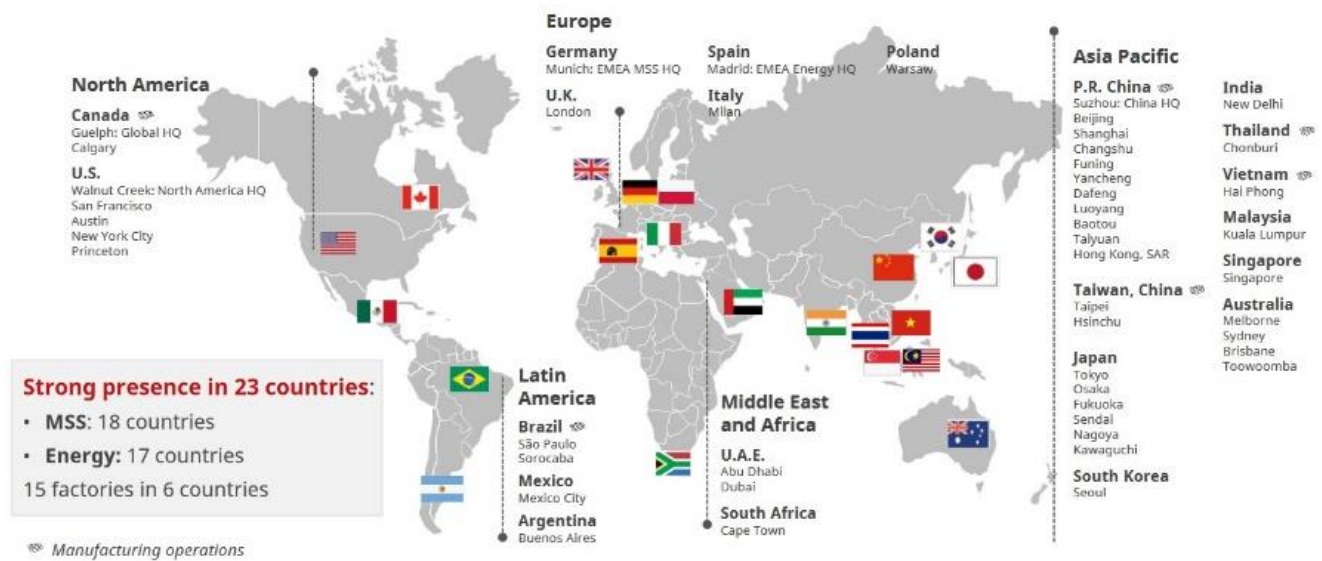 North America
Canada
Guelph: Global HQ
Calgary
U.S.
Walnut Creek: North America HQ
San Francisco
Austin
New York City
Princeton
Europe
Germany
Munich: EMEA MSS HQ
U.K.
London
Spain
Madrid: EMEA Energy HQ
Italy
Milan
Poland
Warsaw
Asia Pacific
P.R. China
Suzhou: China HQ
Beijing
Shanghai
Changshu
Funing
Yancheng
Dafeng
Luoyang
Baotou
Taiyuan
Hong Kong, SAR
Taiwan, China
Taipei
Hsinchu
Japan
Tokyo
Osaka
Fukuoka
Sendai
Nagoya
Kawaguchi
South Korea
Seoul
India
New Delhi
Thailand
Chonburi
Vietnam
Hai Phong
Malaysia
Kuala Lumpur
Singapore
Singapore
Australia
Melborne
Sydney
Brisbane
Toowoomba
Strong presence in 23 countries:
• MSS: 18 countries
• Energy: 17 countries
15 factories in 6 countries
Latin
America
Brazil
São Paulo
Sorocaba
Mexico
Mexico City
Argentina
Buenos Aires
Middle East
and Africa
U.A.E.
Abu Dhabi
Dubai
South Africa
Cape Town
Manufacturing operations